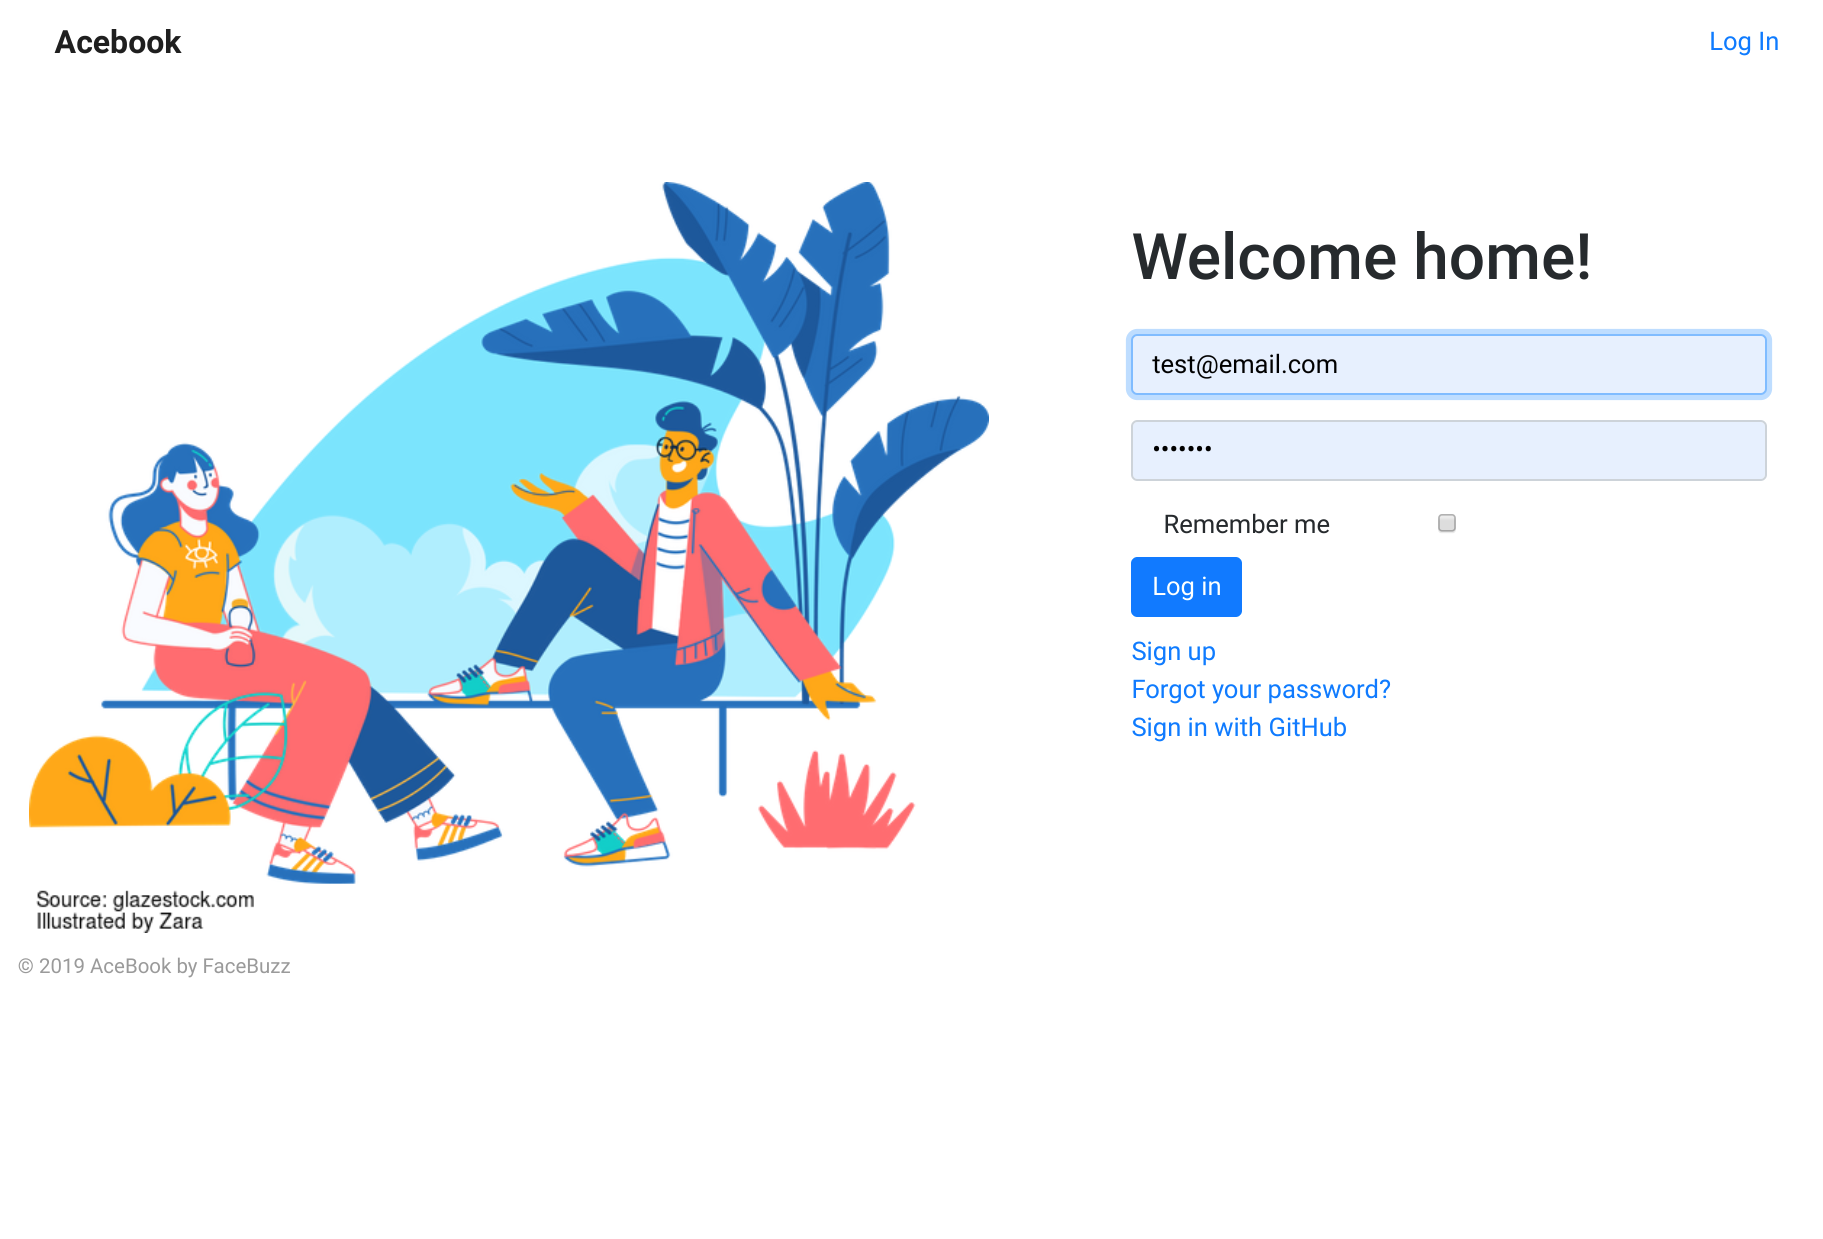 Acebook
Log In
Welcome home!
test@email.com
•••••••
Remember me
Log in
Sign up
Forgot your password?
Sign in with GitHub
Source: glazestock.com
Illustrated by Zara
© 2019 AceBook by FaceBuzz